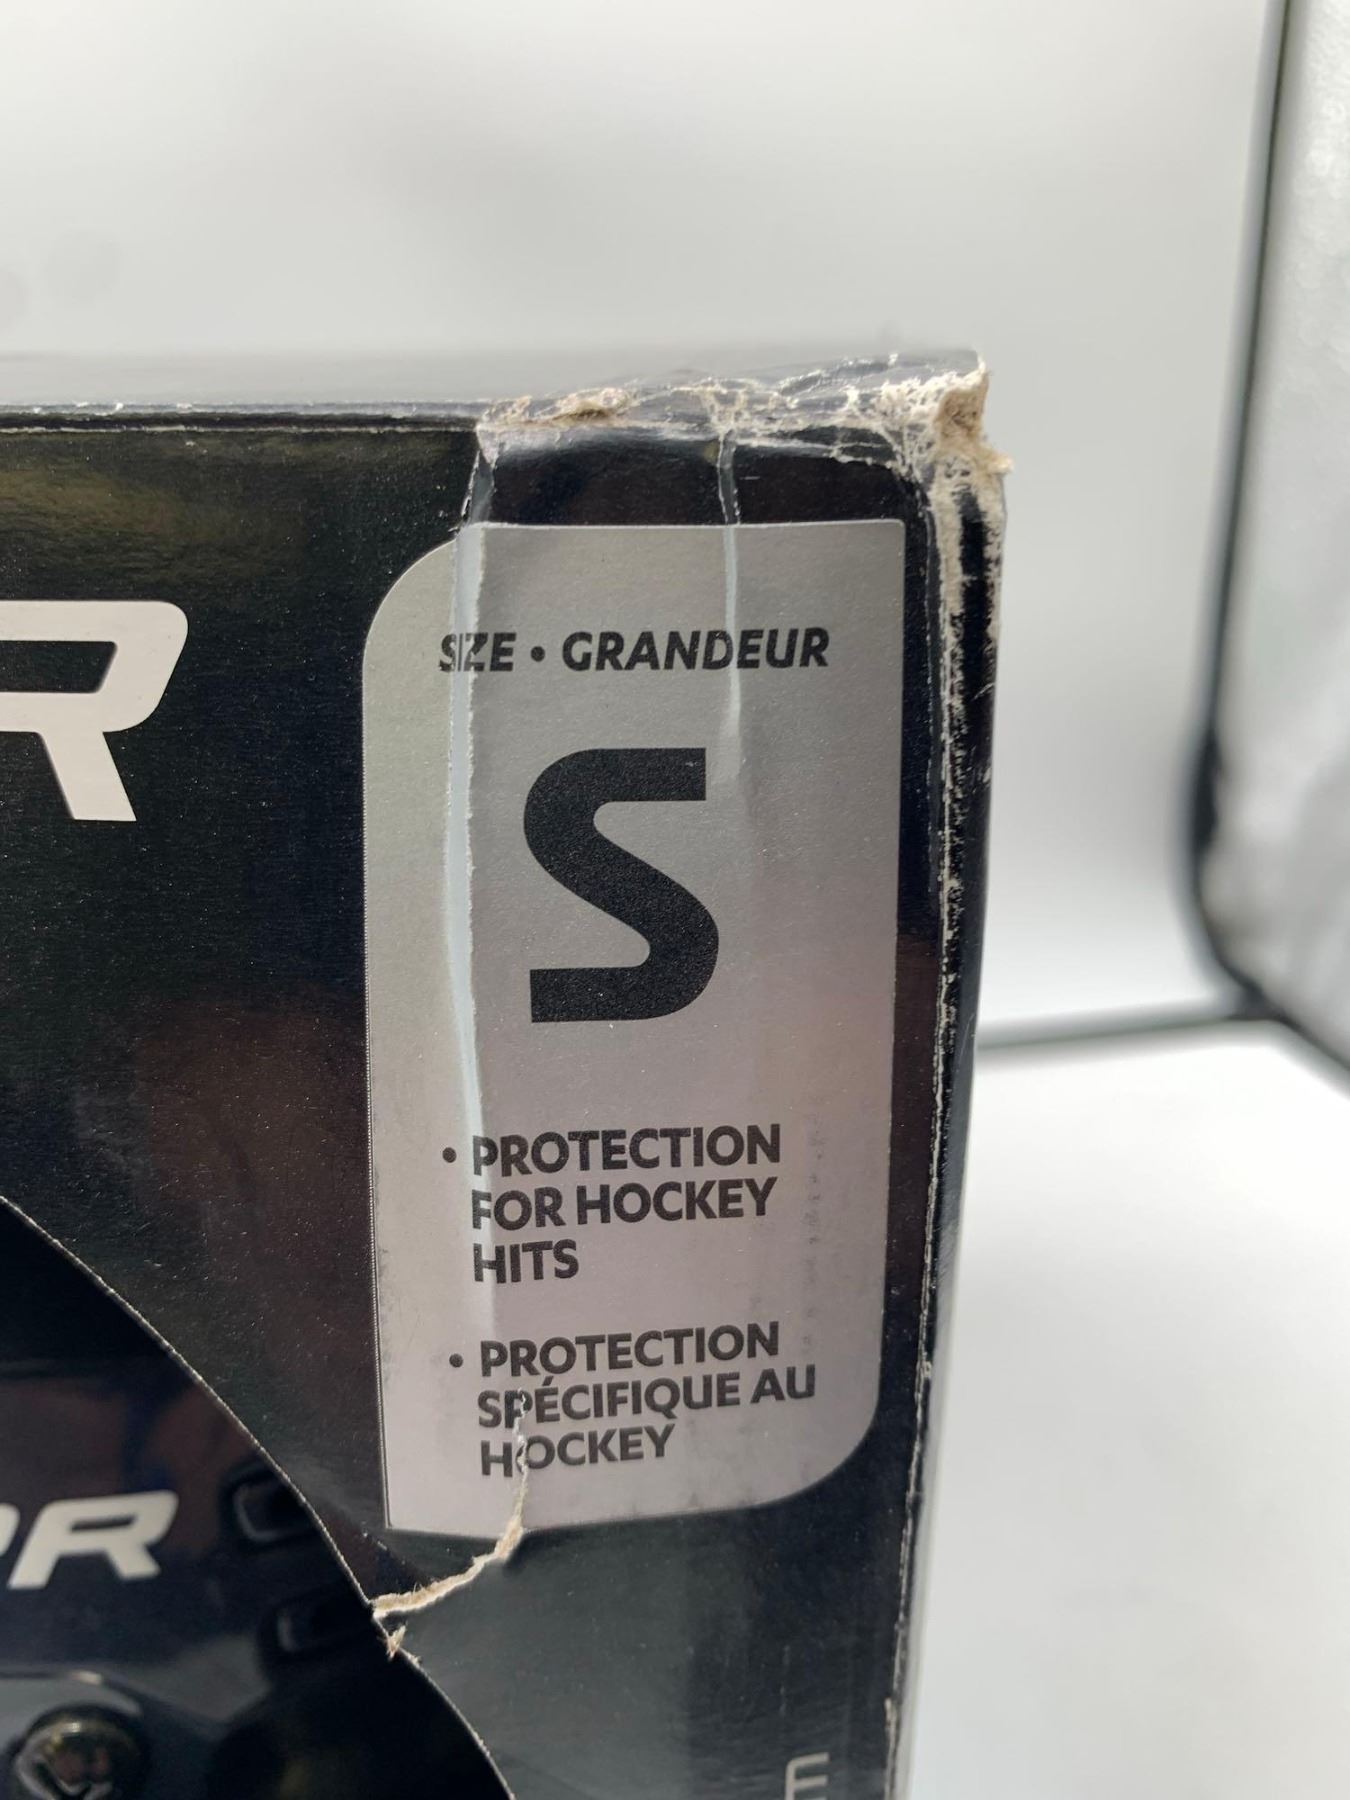 SIZE • GRANDEUR
S
• PROTECTION
FOR HOCKEY
HITS
• PROTECTION
SPÉCIFIQUE AU
HOCKEY